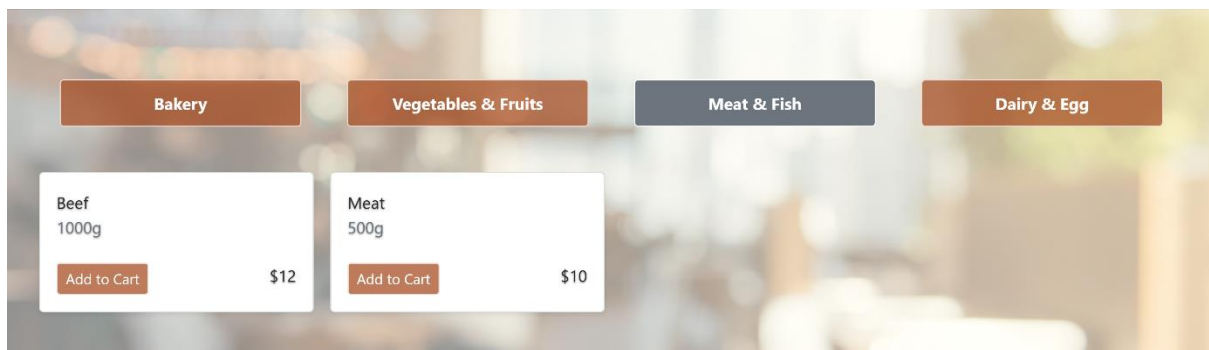 Bakery
Vegetables & Fruits
Meat & Fish
Dairy & Egg
Beef
1000g
Add to Cart
$12
Meat
500g
Add to Cart
$10